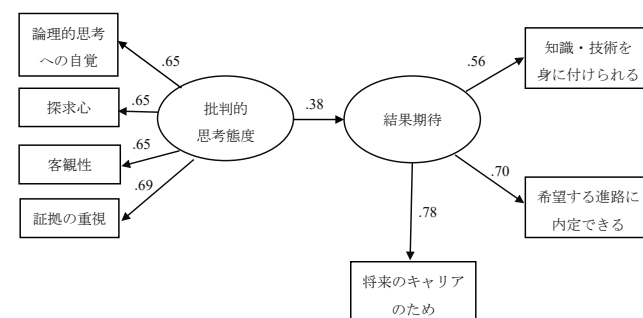 論理的思考
への自覚
.65
探求心
.65
客観性
.65
証拠の重視
.69
批判的
思考態度
.38
結果期待
.56
知識・技術を
身に付けられる
.70
希望する進路に
内定できる
.78
将来のキャリア
のため